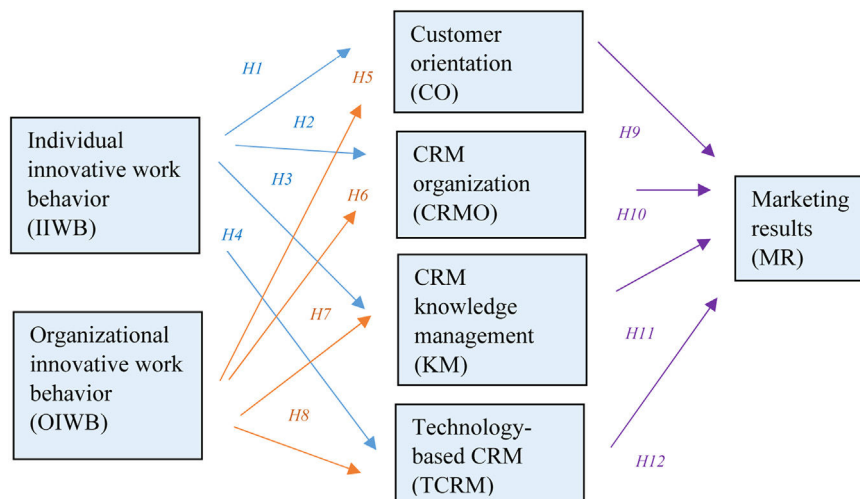 Customer
orientation
(CO)
H1
H5
H9
Individual
innovative work
behavior
(IIWB)
H2
CRM
organization
(CRMO)
H3
H6
H10
Marketing
results
(MR)
H4
CRM
knowledge
management
(KM)
H7
H11
Organizational
innovative work
behavior
(OIWB)
H8
Technology-
based CRM
(TCRM)
H12